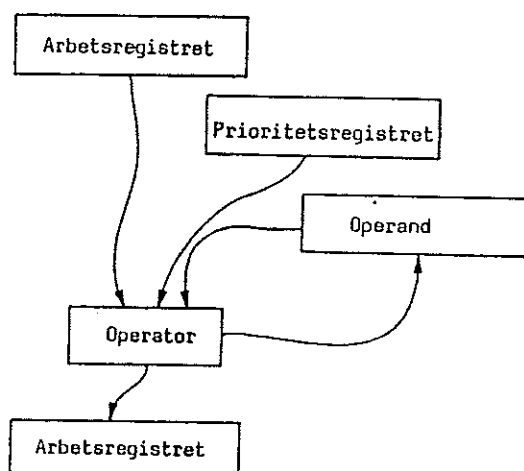 Arbetsregistret
Prioritetsregistret
Operand
Operator
Arbetsregistret